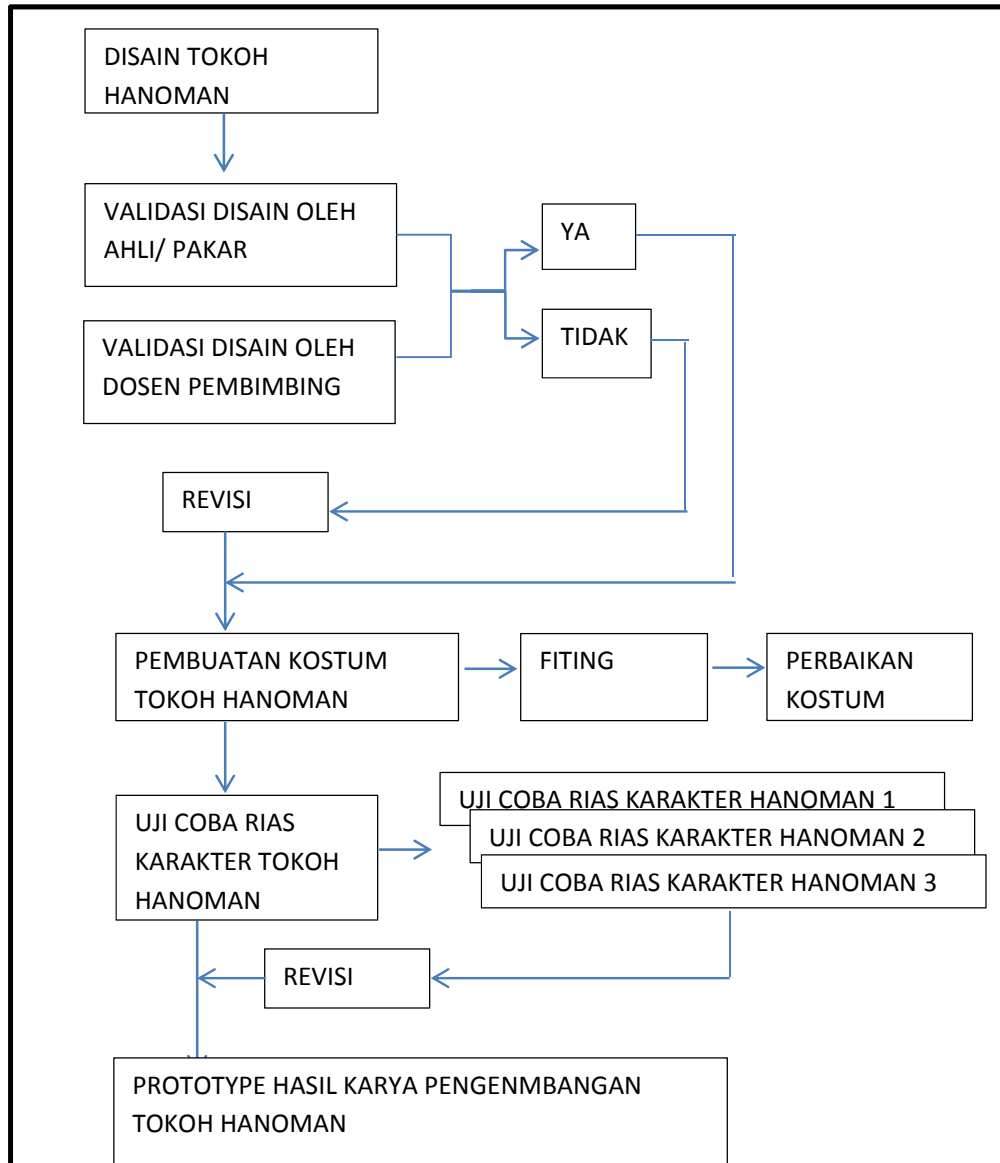 DISAIN TOKOH
HANOMAN
VALIDASI DISAIN OLEH
AHLI/ PAKAR
YA
TIDAK
VALIDASI DISAIN OLEH
DOSEN PEMBIMBING
REVISI
PEMBUATAN KOSTUM
TOKOH HANOMAN
FITING
PERBAIKAN
KOSTUM
UJI COBA RIAS
KARAKTER TOKOH
HANOMAN
UJI COBA RIAS KARAKTER HANOMAN 1
UJI COBA RIAS KARAKTER HANOMAN 2
UJI COBA RIAS KARAKTER HANOMAN 3
REVISI
PROTOTYPE HASIL KARYA PENGENMBANGAN
TOKOH HANOMAN